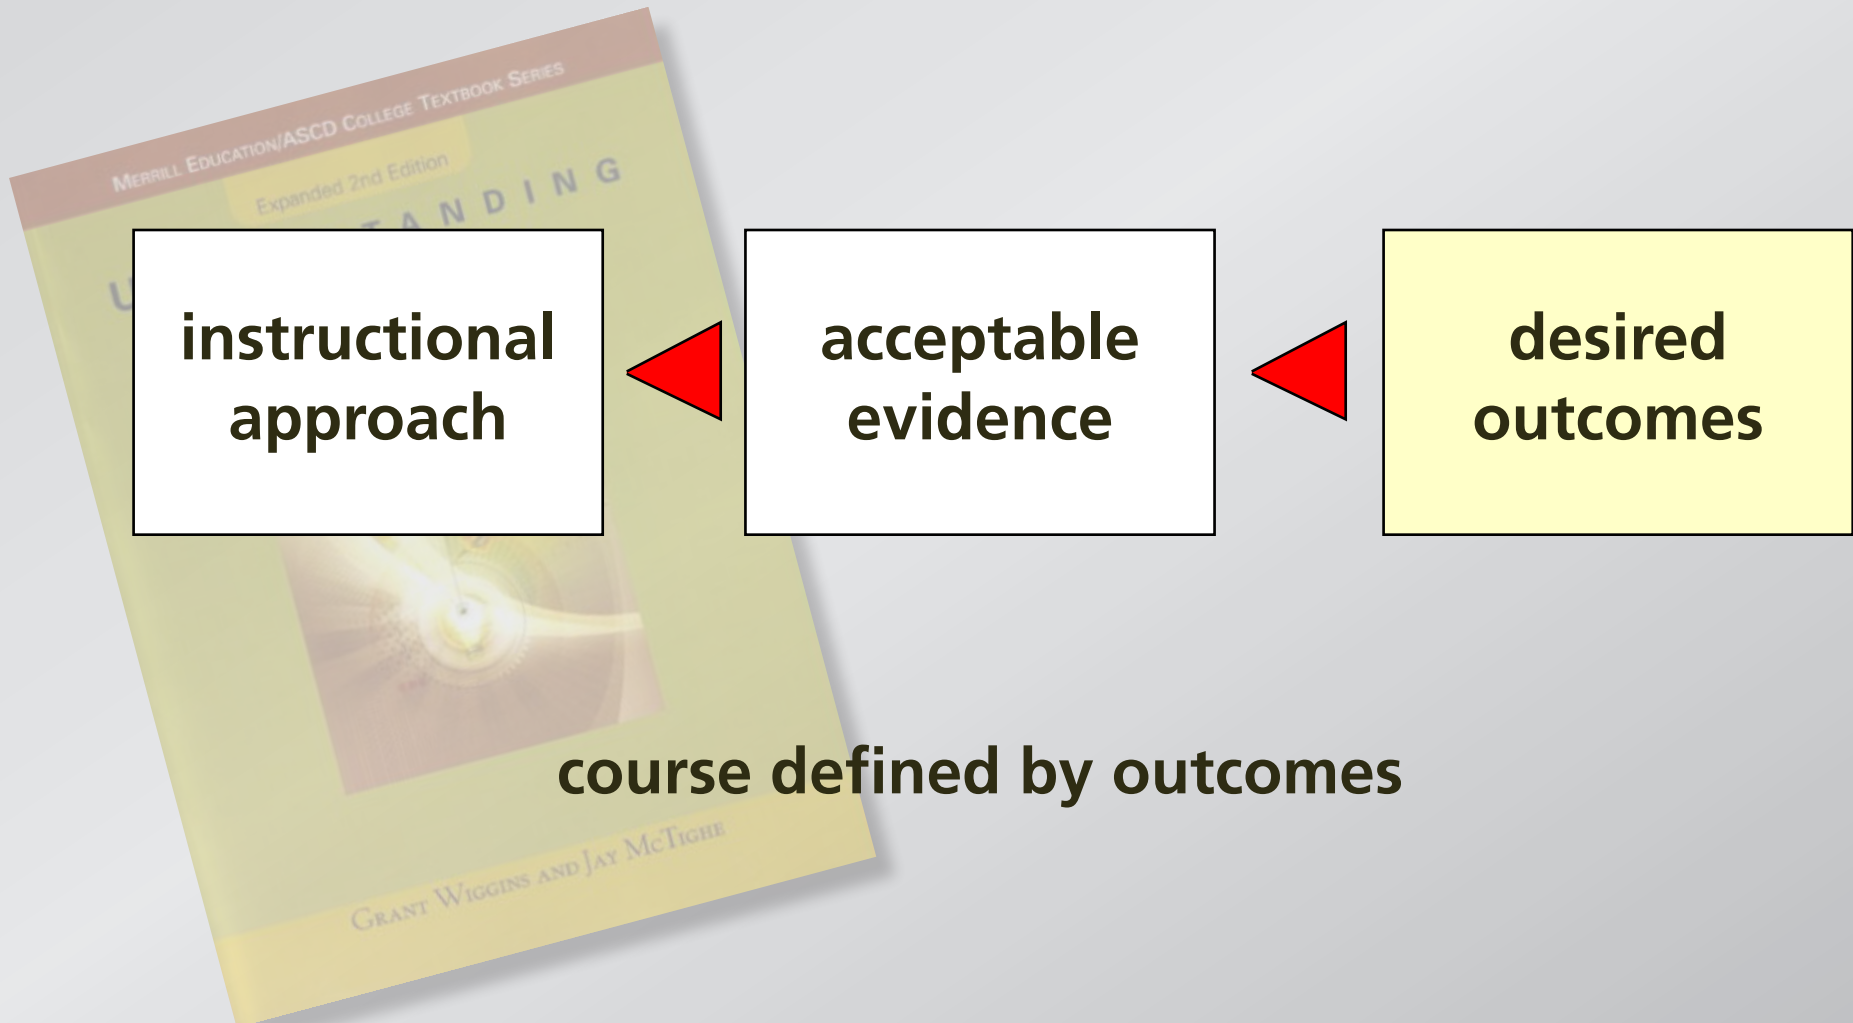 MERRILL EDUCATION/ASCD COLLEGE TEXTBOOK SERIES
Expanded 2nd Edition
U TANDING
instructional
approach
acceptable
evidence
desired
outcomes
course defined by outcomes
GRANT WIGGINS AND JAY MCTIGHE